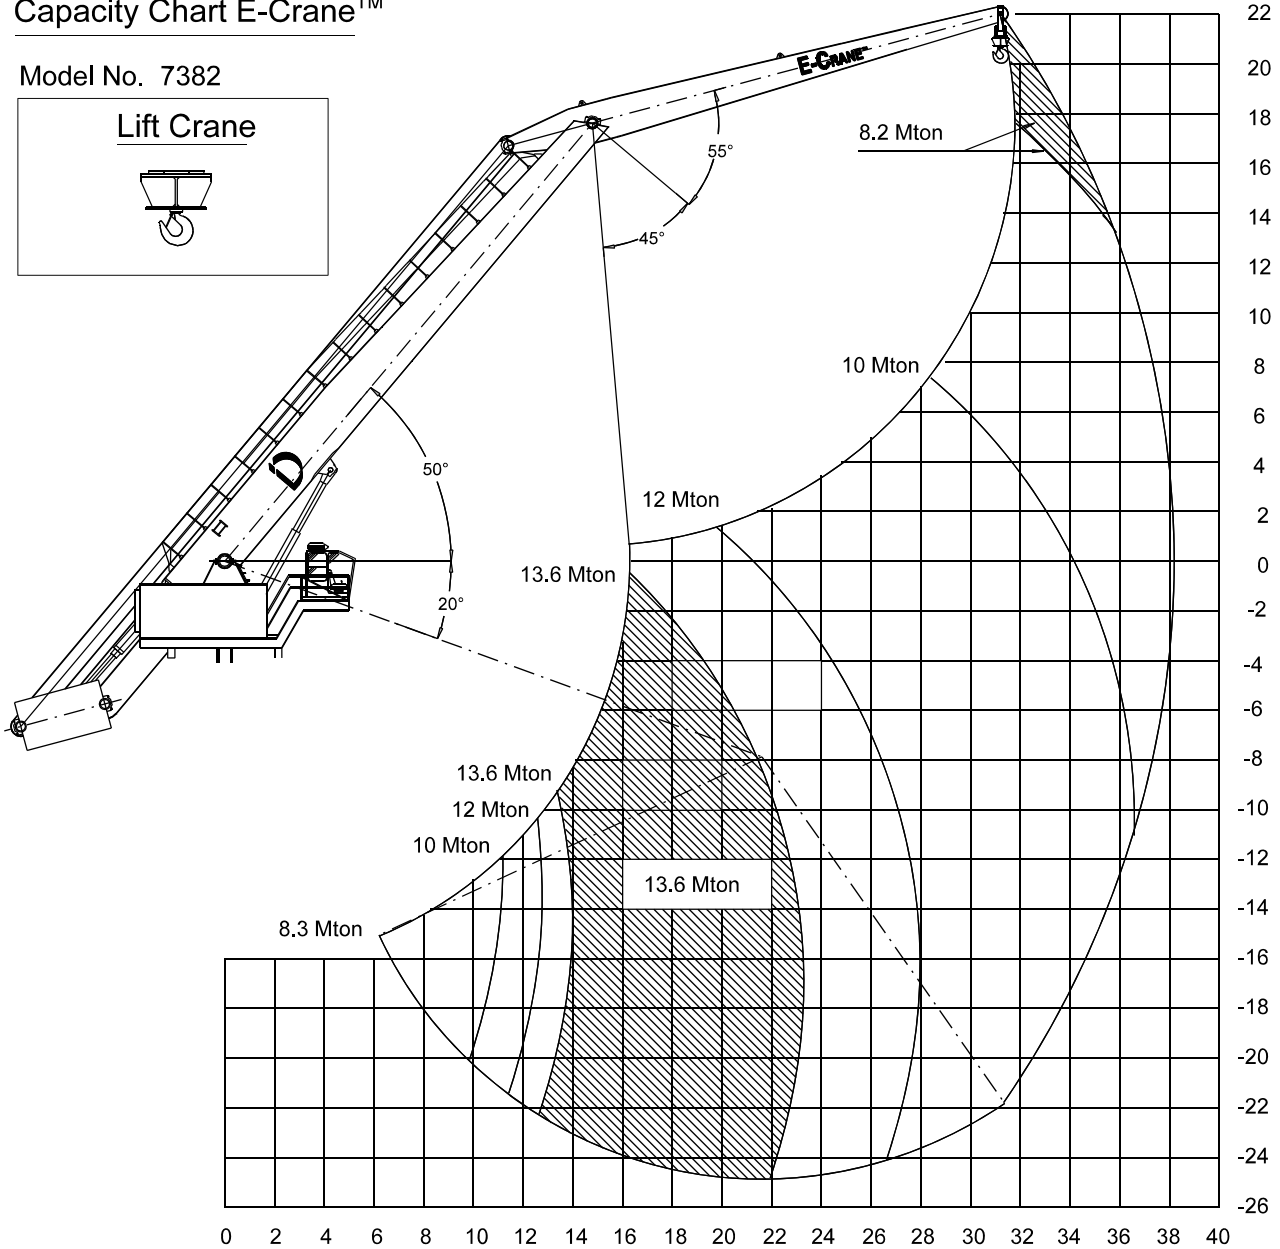 Capacity Chart E-Crane™
Model No. 7382
Lift Crane
E-CRANE™
8.2 Mton
55°
45°
10 Mton
50°
12 Mton
13.6 Mton
20°
13.6 Mton
12 Mton
10 Mton
13.6 Mton
8.3 Mton
22
20
18
16
14
12
10
8
6
4
2
0
-2
-4
-6
-8
-10
-12
-14
-16
-18
-20
-22
-24
-26
0 2 4 6 8 10 12 14 16 18 20 22 24 26 28 30 32 34 36 38 40